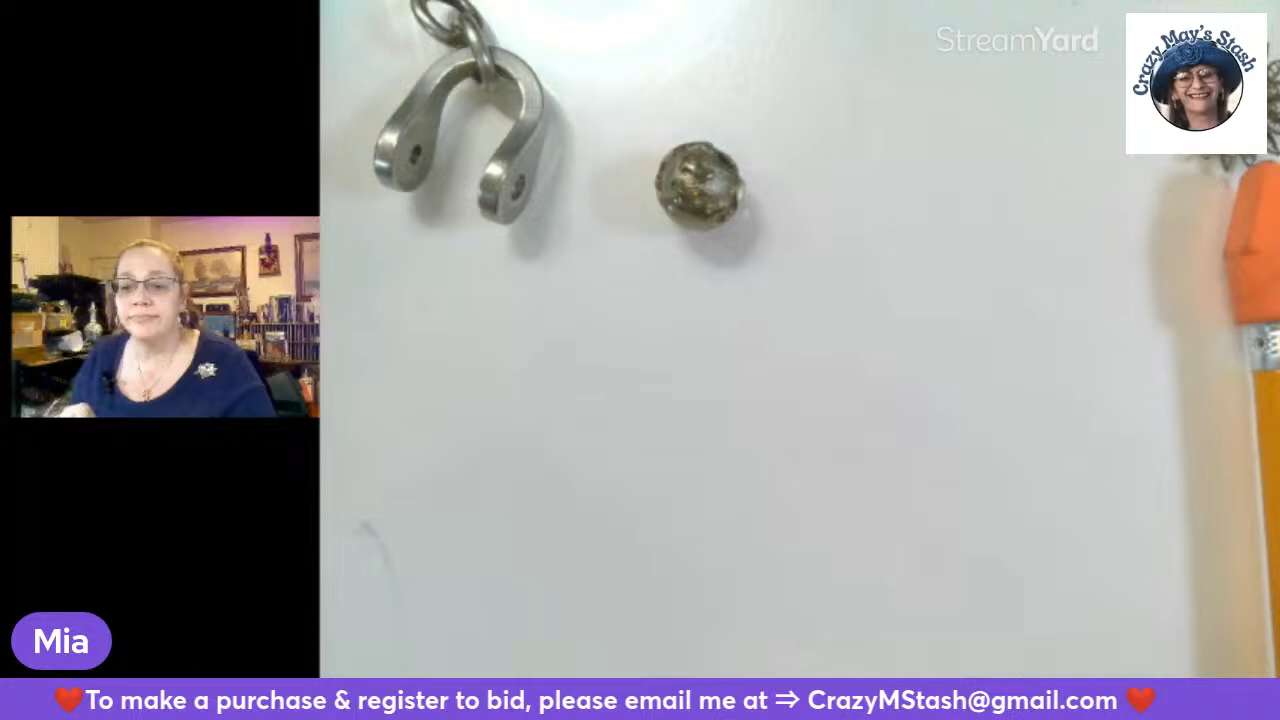 StreamYard
Crazy May's Stash
Mia
❤️To make a purchase & register to bid, please email me at ⇒ CrazyMStash@gmail.com ❤️